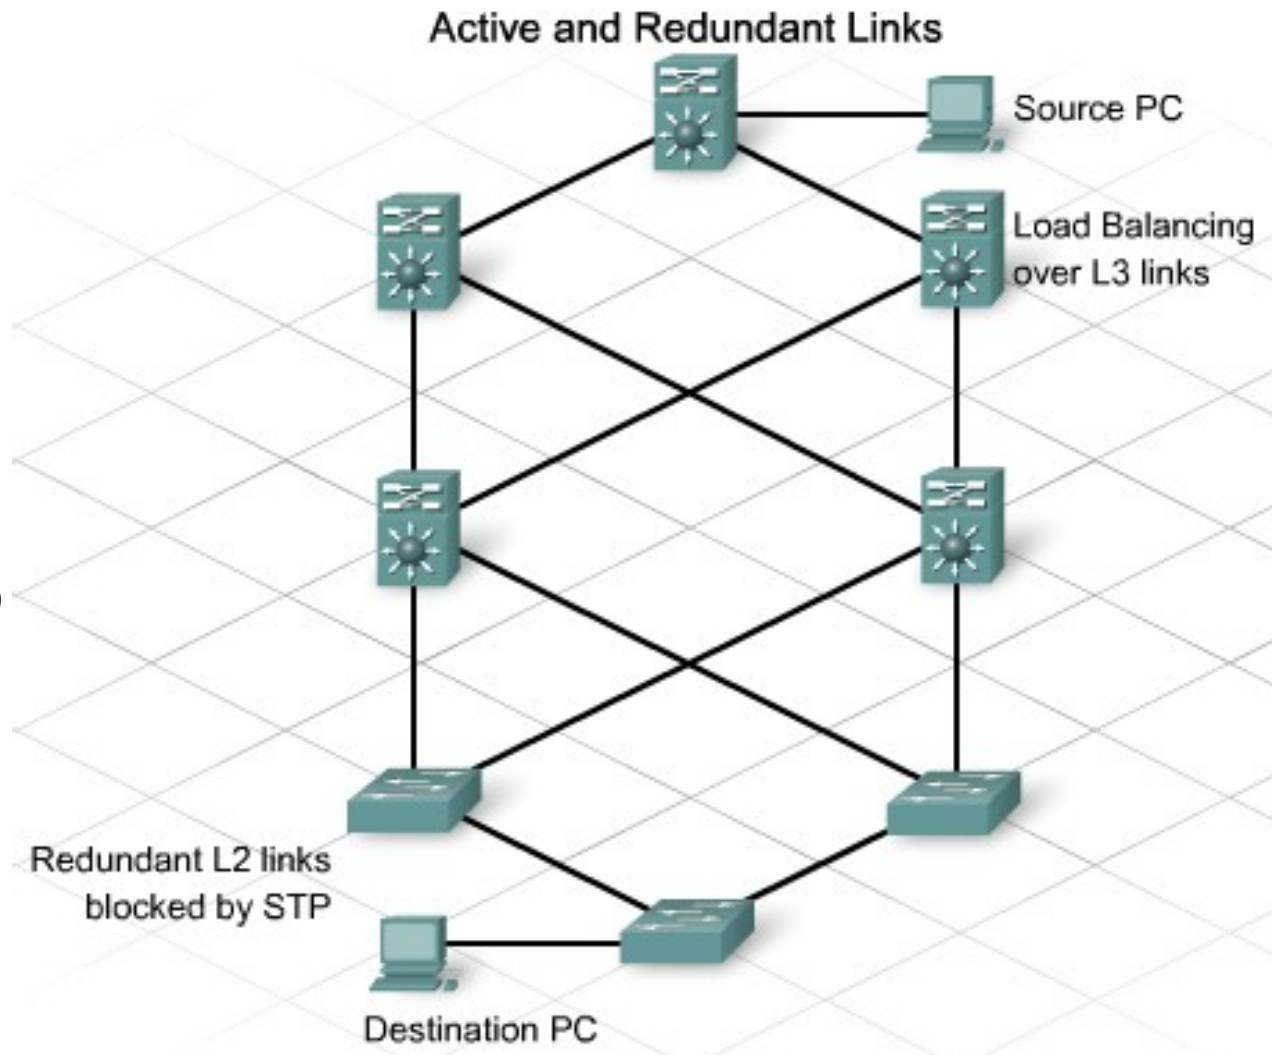 Active and Redundant Links
Source PC
Load Balancing
over L3 links
Redundant L2 links
blocked by STP
Destination PC